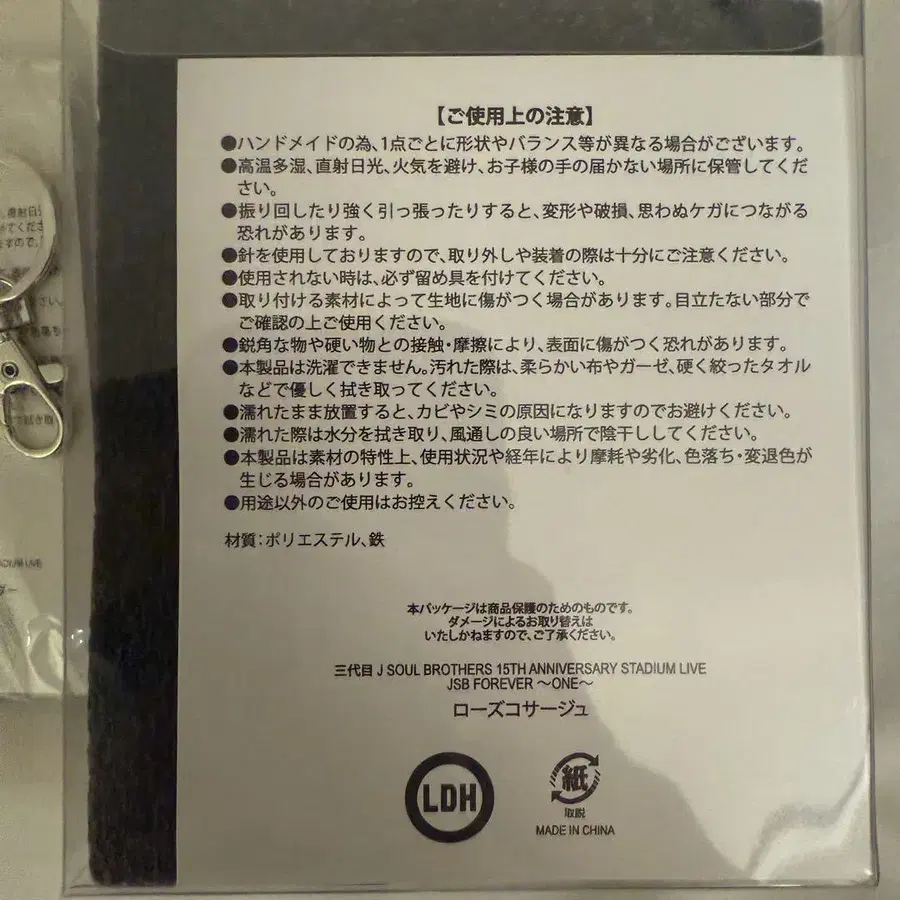 【ご使用上の注意】
●ハンドメイドの為、1点ごとに形状やバランス等が異なる場合がございます。
●高温多湿、直射日光、火気を避け、お子様の手の届かない場所に保管してくだ
さい。
●振り回したり強く引っ張ったりすると、変形や破損、思わぬケガにつながる
恐れがあります。
●針を使用しておりますので、取り外しや装着の際は十分にご注意ください。
●使用されない時は、必ず留め具を付けてください。
●取り付ける素材によって生地に傷がつく場合があります。目立たない部分で
ご確認の上ご使用ください。
●鋭角な物や硬い物との接触・摩擦により、表面に傷がつく恐れがあります。
●本製品は洗濯できません。汚れた際は、柔らかい布やガーゼ、硬く絞ったタオル
などで優しく拭き取ってください。
●濡れたまま放置すると、カビやシミの原因になりますのでお避けください。
●濡れた際は水分を拭き取り、風通しの良い場所で陰干ししてください。
●本製品は素材の特性上、使用状況や経年により摩耗や劣化、色落ち・変退色が
生じる場合があります。
●用途以外のご使用はお控えください。
材質：ポリエステル、鉄
本パッケージは商品保護のためのものです。
ダメージによるお取り替えは
いたしかねますので、ご了承ください。
三代目 J SOUL BROTHERS 15TH ANNIVERSARY STADIUM LIVE
JSB FOREVER ～ONE～
ローズコサージュ
LDH
紙
取説
MADE IN CHINA